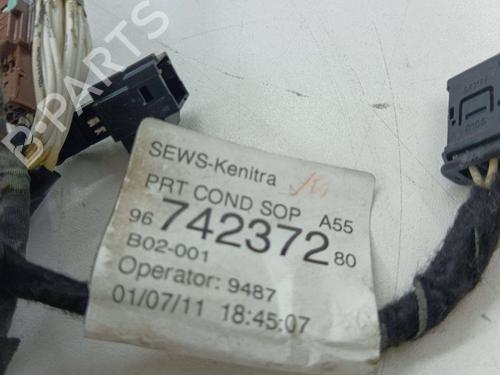 SEWS-Kenitra
PRT COND SOP A55
96 742372 80
B02-001
Operator: 9487
01/07/11 18:45:07
B-PARTS